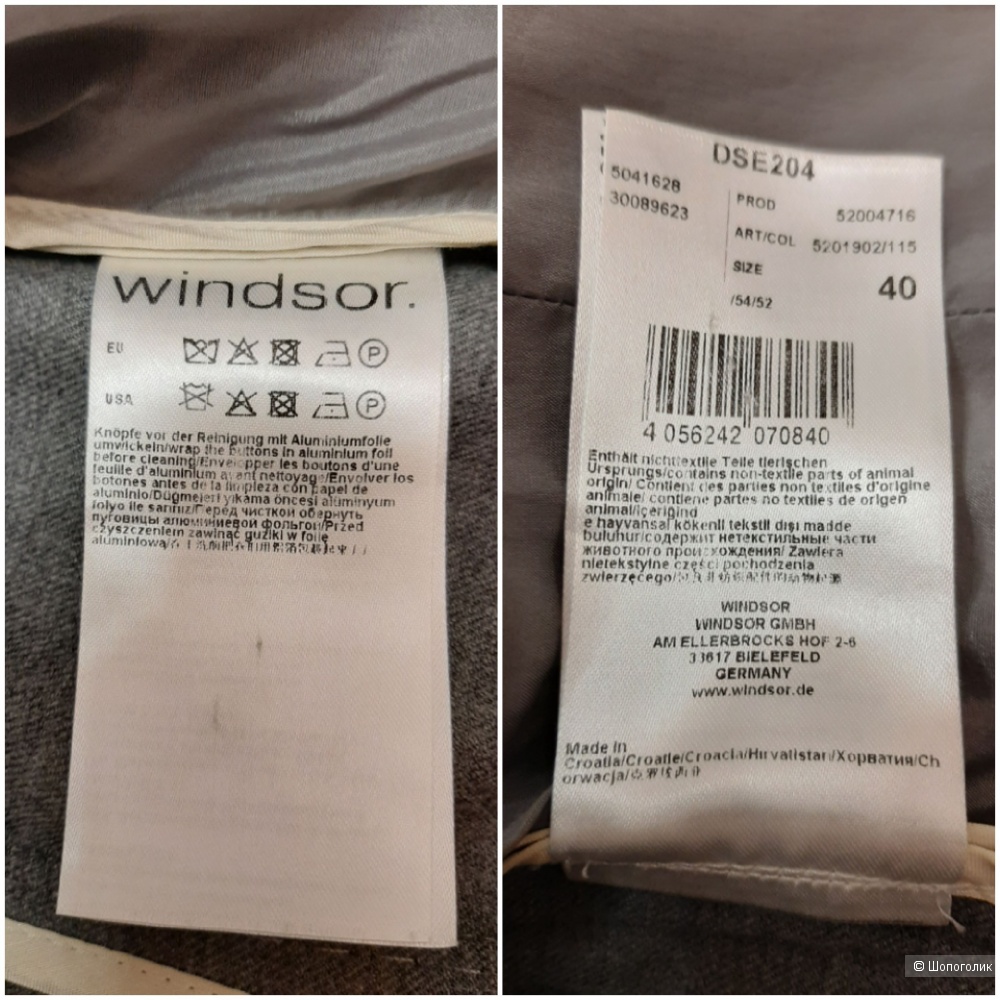 windsor.
EU
P
USA
P
Knöpfe vor der Reinigung mit Aluminiumfolie
umwickeln/wrap the buttons in aluminium foil
before cleaning/Envelopper les boutons d'une
feuille d'aluminium avant nettoyage/Envolver los
botones antes de la limpieza con papel de
aluminio/Düğmeleri yıkama öncesi alüminyum
folyo ile sarınız/Перед чисткой обернуть
пуговицы алюминиевой фольгой/Przed
czyszczeniem zawinąć guziki w folię
aluminiową/
DSE204
5041628
30089623
PROD 52004716
ART/COL 5201902/115
SIZE 40
/54/52
4 056242 070840
Enthält nichttextile Teile tierischen
Ursprungs/contains non-textile parts of animal
origin/ Contient des parties non textiles d'origine
animale/ contiene partes no textiles de origen
animal/içerigind
e hayvansal kökenli tekstil dışı madde
bulunur/содержит нетекстильные части
животного происхождения/ Zawiera
nietekstylne części pochodzenia
zwierzęcego/
WINDSOR
WINDSOR GMBH
AM ELLERBROCKS HOF 2-6
33617 BIELEFELD
GERMANY
www.windsor.de
Made in
Croatia/Croatie/Croacia/Hırvatistan/Хорватия/Ch
orwacja/
© Шопоголик